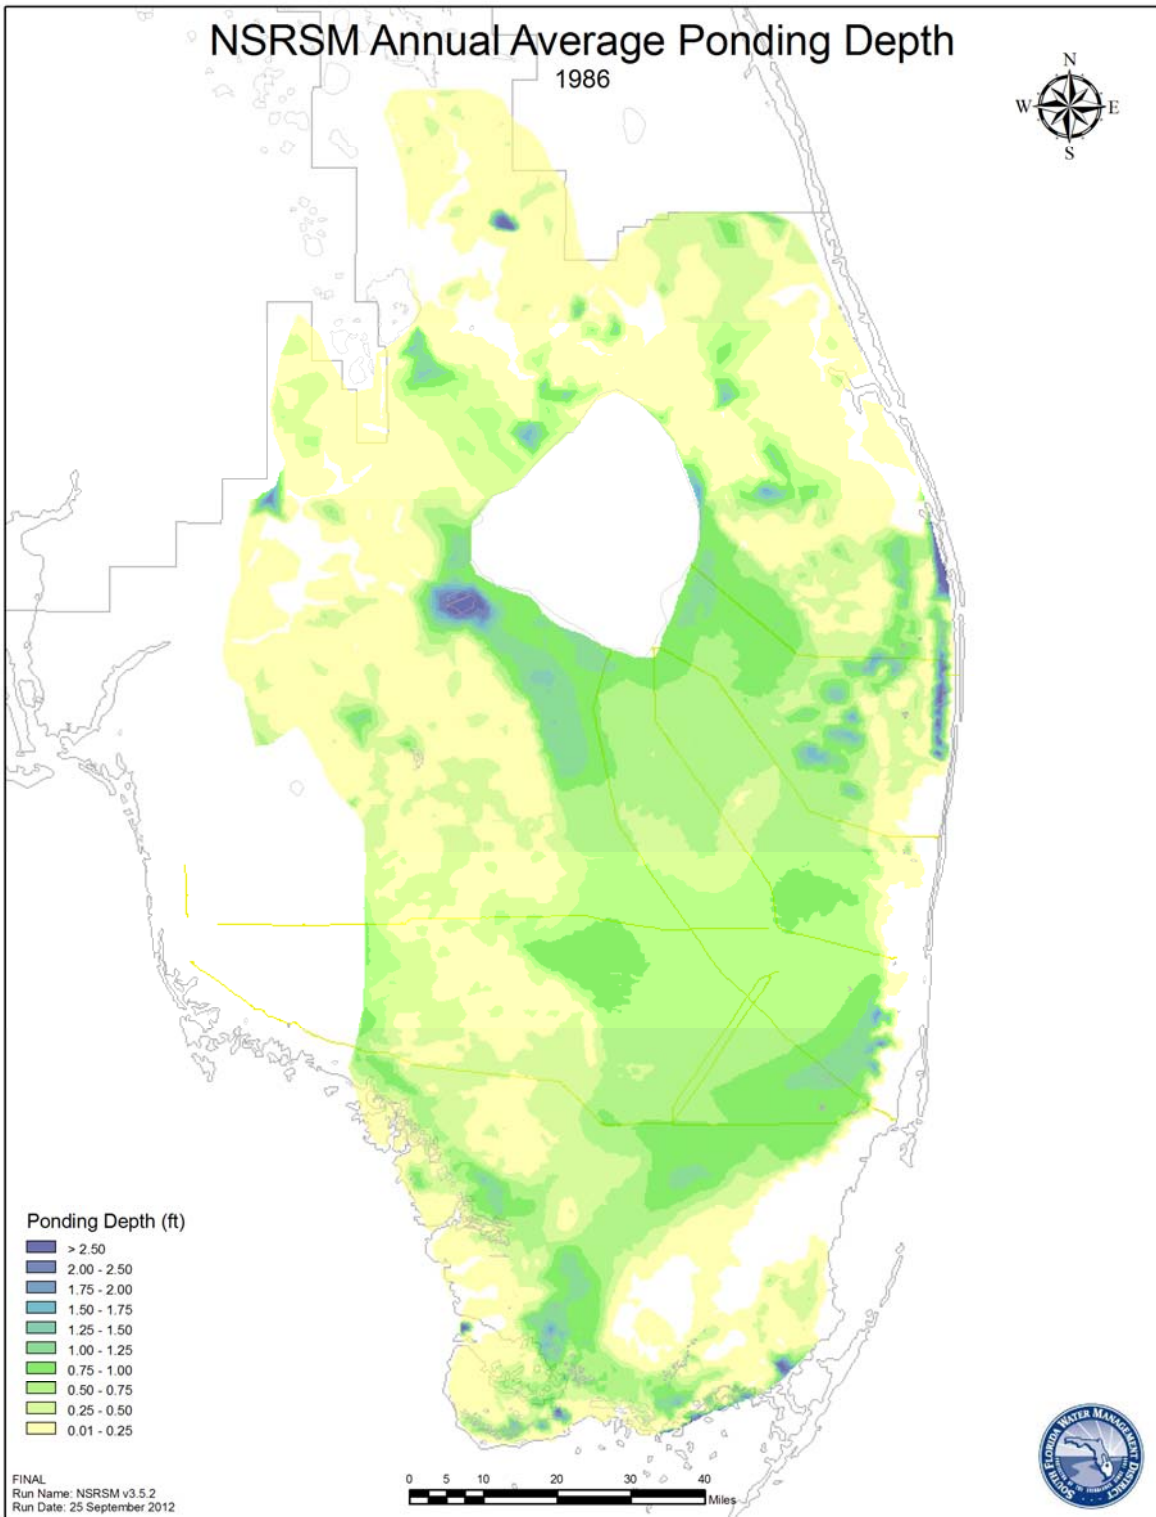 NSRSM Annual Average Ponding Depth
1986
N
W E
S
Ponding Depth (ft)
> 2.50
2.00 - 2.50
1.75 - 2.00
1.50 - 1.75
1.25 - 1.50
1.00 - 1.25
0.75 - 1.00
0.50 - 0.75
0.25 - 0.50
0.01 - 0.25
FINAL
Run Name: NSRSM v3.5.2
Run Date: 25 September 2012
0 5 10 20 30 40
Miles
SOUTH FLORIDA WATER MANAGEMENT DISTRICT